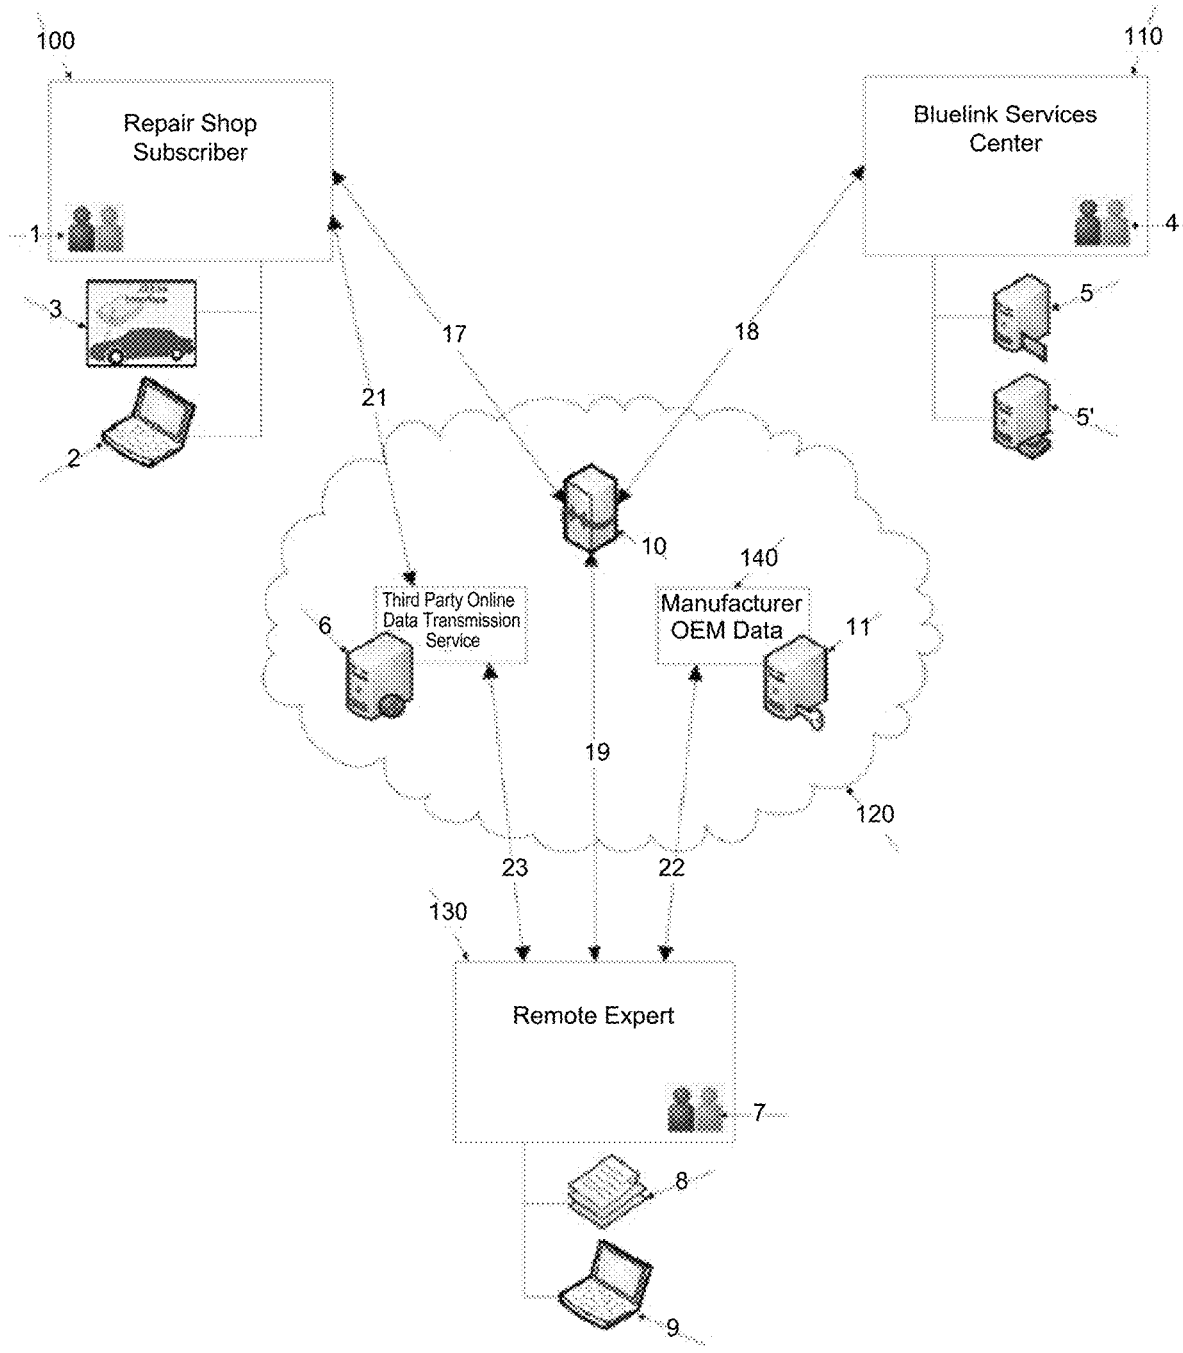 100
110
Repair Shop
Subscriber
Bluelink Services
Center
1
4
3
5
17
18
21
5'
2
10
140
Third Party Online
Data Transmission
Service
Manufacturer
OEM Data
6
11
19
120
23
22
130
Remote Expert
7
8
9